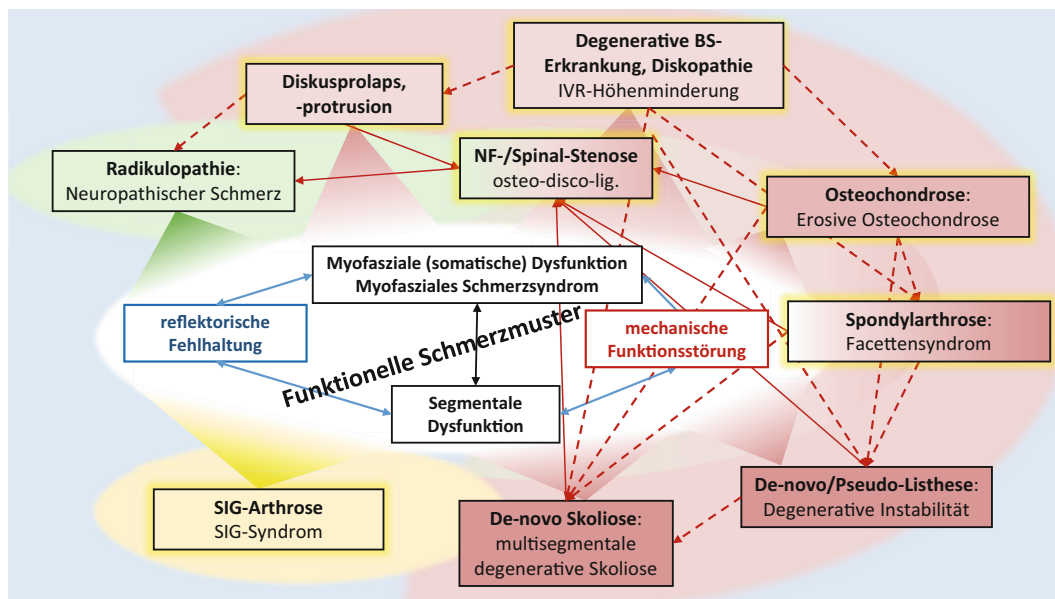 Degenerative BS-
Erkrankung, Diskopathie
IVR-Höhenminderung
Diskusprolaps,
-protrusion
Radikulopathie:
Neuropathischer Schmerz
NF-/Spinal-Stenose
osteo-disco-lig.
Osteochondrose:
Erosive Osteochondrose
Myofasziale (somatische) Dysfunktion
Myofasziales Schmerzsyndrom
reflektorische
Fehlhaltung
Funktionelle Schmerzmuster
mechanische
Funktionsstörung
Spondylarthrose:
Facettensyndrom
Segmentale
Dysfunktion
SIG-Arthrose
SIG-Syndrom
De-novo Skoliose:
multisegmentale
degenerative Skoliose
De-novo/Pseudo-Listhese:
Degenerative Instabilität